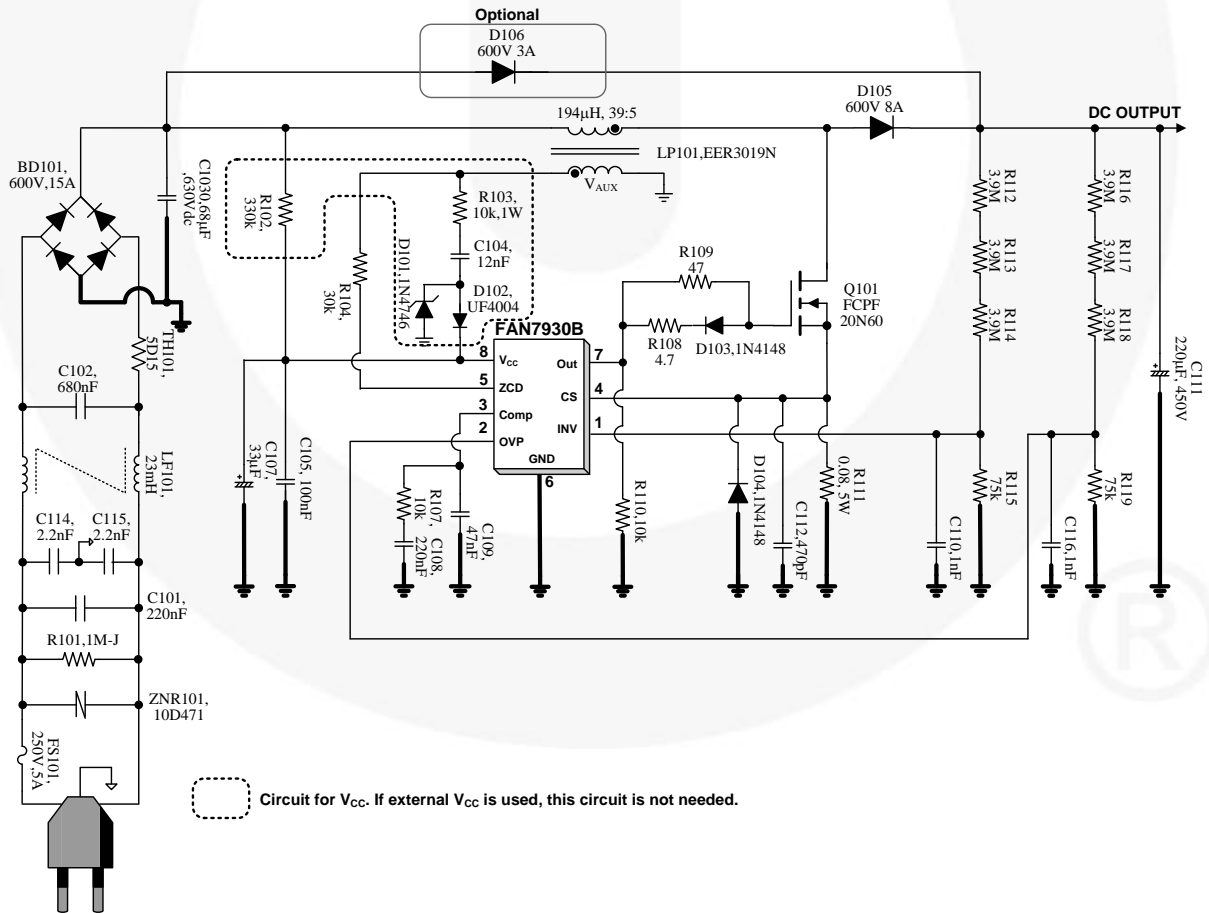 Optional
D106
600V 3A
194µH, 39:5
D105
600V 8A
DC OUTPUT
BD101,
600V,15A
C1030,68µF
,630Vdc
R102,
330k
LP101,EER3019N
VAUX
R103,
10k,1W
C104,
12nF
D101,1N4746
D102,
UF4004
R104,
30k
R109
47
R108
4.7
D103,1N4148
Q101
FCPF
20N60
R112
3.9M
R113
3.9M
R114
3.9M
R116
3.9M
R117
3.9M
R118
3.9M
C111
220µF, 450V
FAN7930B
8
VCC
Out
7
5
ZCD
CS
4
3
Comp
INV
1
2
OVP
GND
6
TH101,
5D15
C102,
680nF
LF101,
23mH
C114,
2.2nF
C115,
2.2nF
C101,
220nF
R101,1M-J
ZNR101,
10D471
FS101,
250V,5A
C107,
33µF
C105, 100nF
R107,
10k
C108,
220nF
C109,
47nF
R110,10k
D104,1N4148
C112,470pF
R111
0.08, 5W
C110,1nF
R115
75k
C116,1nF
R119
75k
®
Circuit for VCC. If external VCC is used, this circuit is not needed.